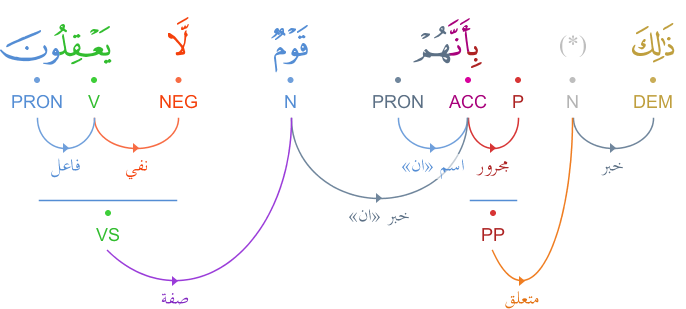 ذَٰلِكَ (*) بِأَنَّهُمْ قَوْمٌ لَّا يَعْقِلُونَ
DEM N P ACC PRON N NEG V PRON
خبر مجرور اسم «ان» نفي فاعل
خبر «ان»
PP VS
متعلق صفة